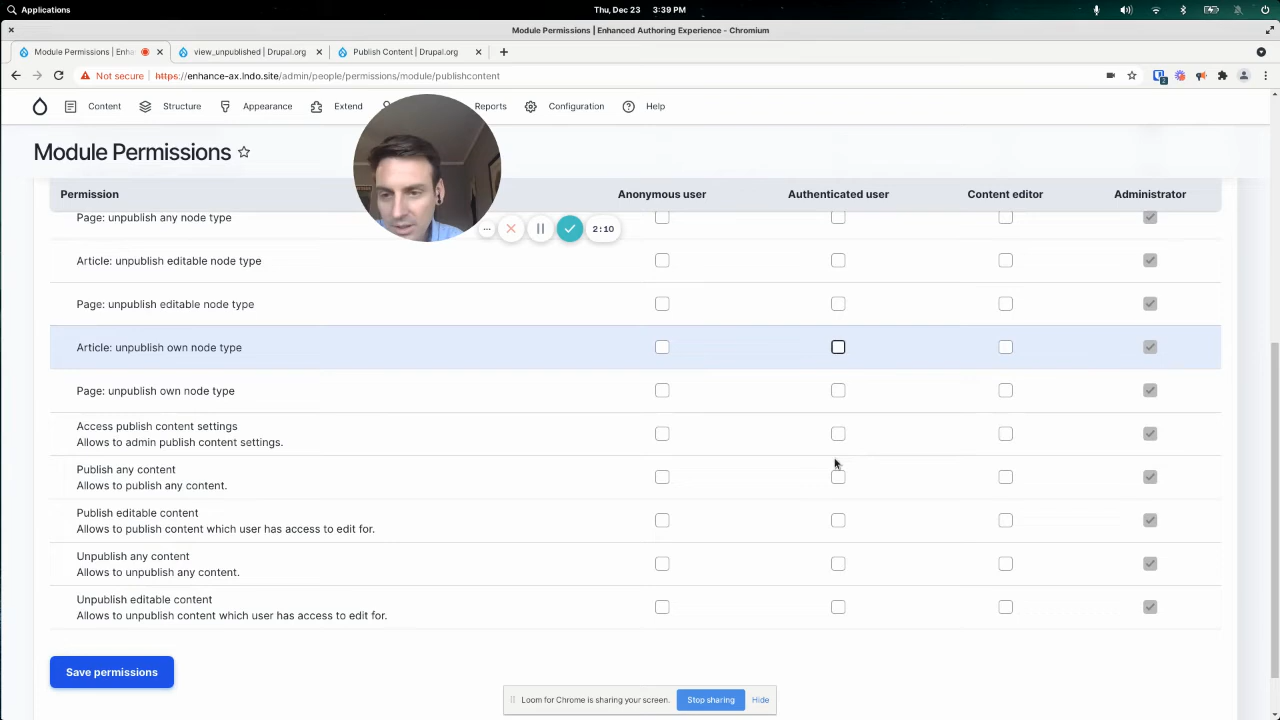 Applications
Thu, Dec 23 3:39 PM
Module Permissions | Enhanced Authoring Experience - Chromium
Module Permissions | Enha
view_unpublished | Drupal.org
Publish Content | Drupal.org
Not secure
https://enhance-ax.lndo.site/admin/people/permissions/module/publishcontent
Content
Structure
Appearance
Extend
Reports
Configuration
Help
Module Permissions
Permission
Anonymous user
Authenticated user
Content editor
Administrator
Page: unpublish any node type
Article: unpublish editable node type
Page: unpublish editable node type
Article: unpublish own node type
Page: unpublish own node type
Access publish content settings
Allows to admin publish content settings.
Publish any content
Allows to publish any content.
Publish editable content
Allows to publish content which user has access to edit for.
Unpublish any content
Allows to unpublish any content.
Unpublish editable content
Allows to unpublish content which user has access to edit for.
2:10
Save permissions
Loom for Chrome is sharing your screen.
Stop sharing
Hide